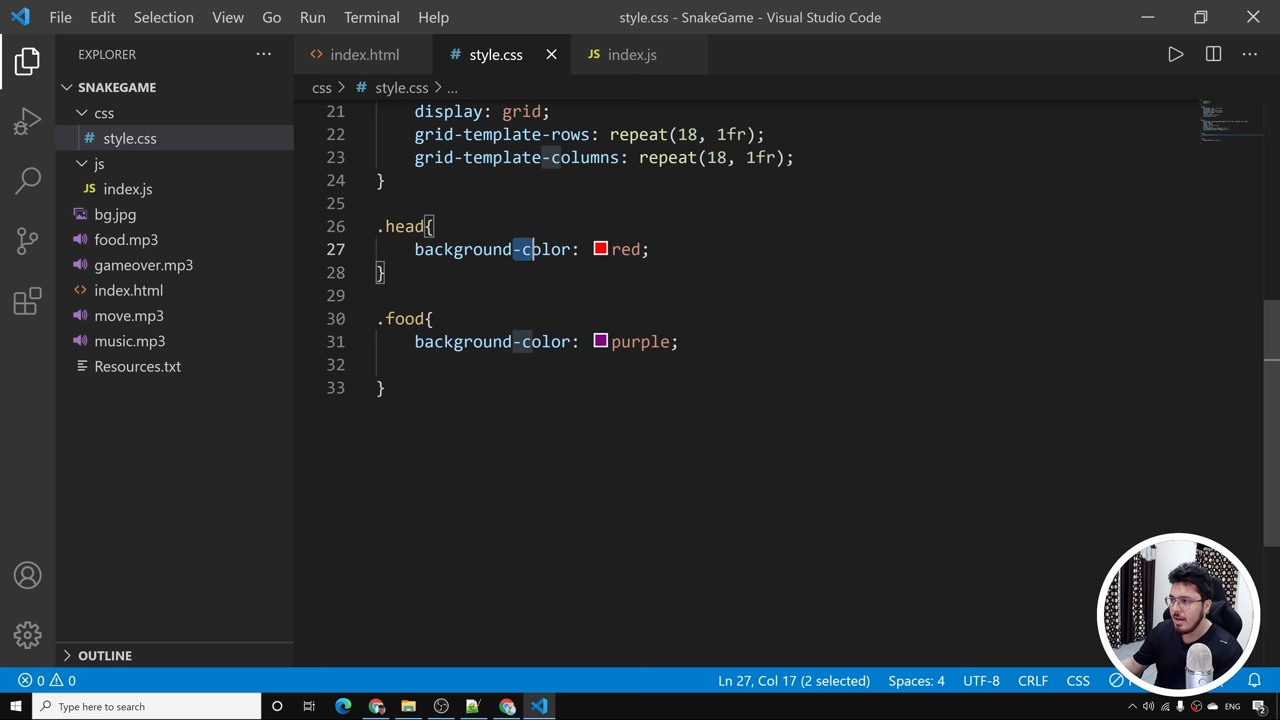 File Edit Selection View Go Run Terminal Help
style.css - SnakeGame - Visual Studio Code
EXPLORER
SNAKEGAME
css
# style.css
js
JS index.js
bg.jpg
food.mp3
gameover.mp3
<> index.html
move.mp3
music.mp3
Resources.txt
OUTLINE
<> index.html
# style.css
JS index.js
css > # style.css > ...
21 display: grid;
22 grid-template-rows: repeat(18, 1fr);
23 grid-template-columns: repeat(18, 1fr);
24 }
25
26 .head{
27 background-color: red;
28 }
29
30 .food{
31 background-color: purple;
32
33 }
0 0
Ln 27, Col 17 (2 selected)
Spaces: 4
UTF-8
CRLF
CSS
Type here to search
ENG
2